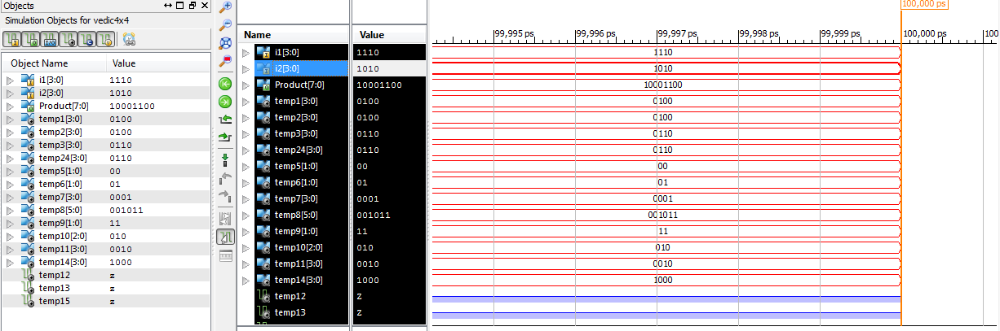 Objects
Simulation Objects for vedic4x4
Object Name Value
i1[3:0] 1110
i2[3:0] 1010
Product[7:0] 10001100
temp1[3:0] 0100
temp2[3:0] 0100
temp3[3:0] 0110
temp24[3:0] 0110
temp5[1:0] 00
temp6[1:0] 01
temp7[3:0] 0001
temp8[5:0] 001011
temp9[1:0] 11
temp10[2:0] 010
temp11[3:0] 0010
temp14[3:0] 1000
temp12 z
temp13 z
temp15 z
100,000 ps
Name Value
99,995 ps 99,996 ps 99,997 ps 99,998 ps 99,999 ps 100,000 ps 100
i1[3:0] 1110 1110
i2[3:0] 1010 1010
Product[7:0] 10001100 10001100
temp1[3:0] 0100 0100
temp2[3:0] 0100 0100
temp3[3:0] 0110 0110
temp24[3:0] 0110 0110
temp5[1:0] 00 00
temp6[1:0] 01 01
temp7[3:0] 0001 0001
temp8[5:0] 001011 001011
temp9[1:0] 11 11
temp10[2:0] 010 010
temp11[3:0] 0010 0010
temp14[3:0] 1000 1000
temp12 z
temp13 z